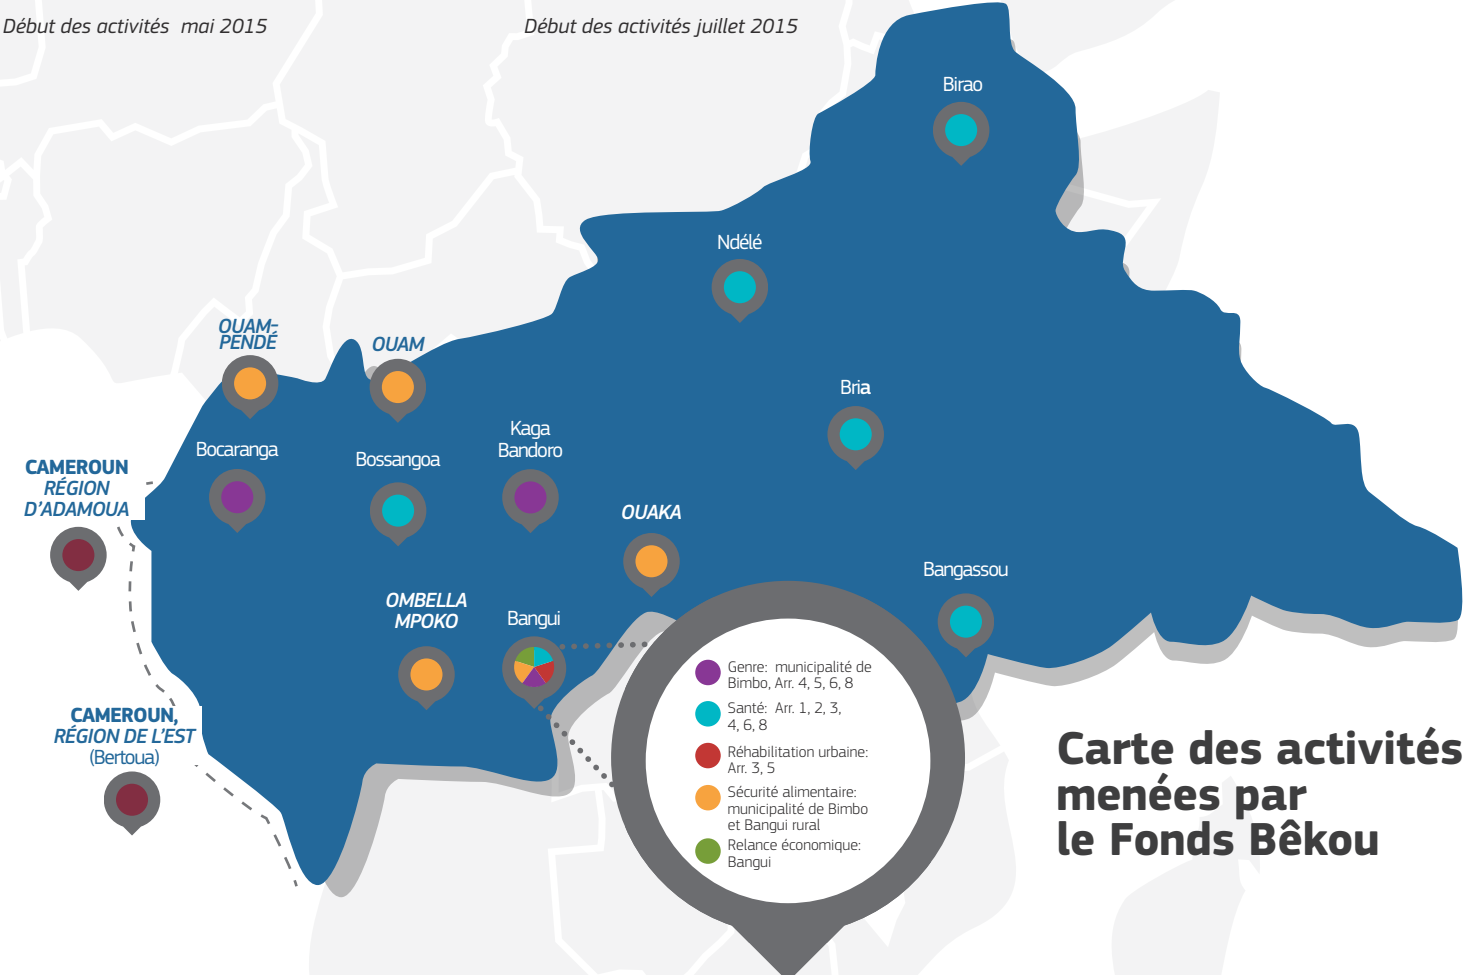 Début des activités mai 2015
Début des activités juillet 2015
Birao
Ndélé
OUAM-
PENDÉ
OUAM
Bria
Kaga
Bandoro
Bocaranga
Bossangoa
CAMEROUN
RÉGION
D'ADAMOUA
OUAKA
Bangassou
OMBELLA
MPOKO
Bangui
CAMEROUN,
RÉGION DE L'EST
(Bertoua)
Genre: municipalité de
Bimbo, Arr. 4, 5, 6, 8
Santé: Arr. 1, 2, 3,
4, 6, 8
Réhabilitation urbaine:
Arr. 3, 5
Sécurité alimentaire:
municipalité de Bimbo
et Bangui rural
Relance économique:
Bangui
Carte des activités
menées par
le Fonds Bêkou